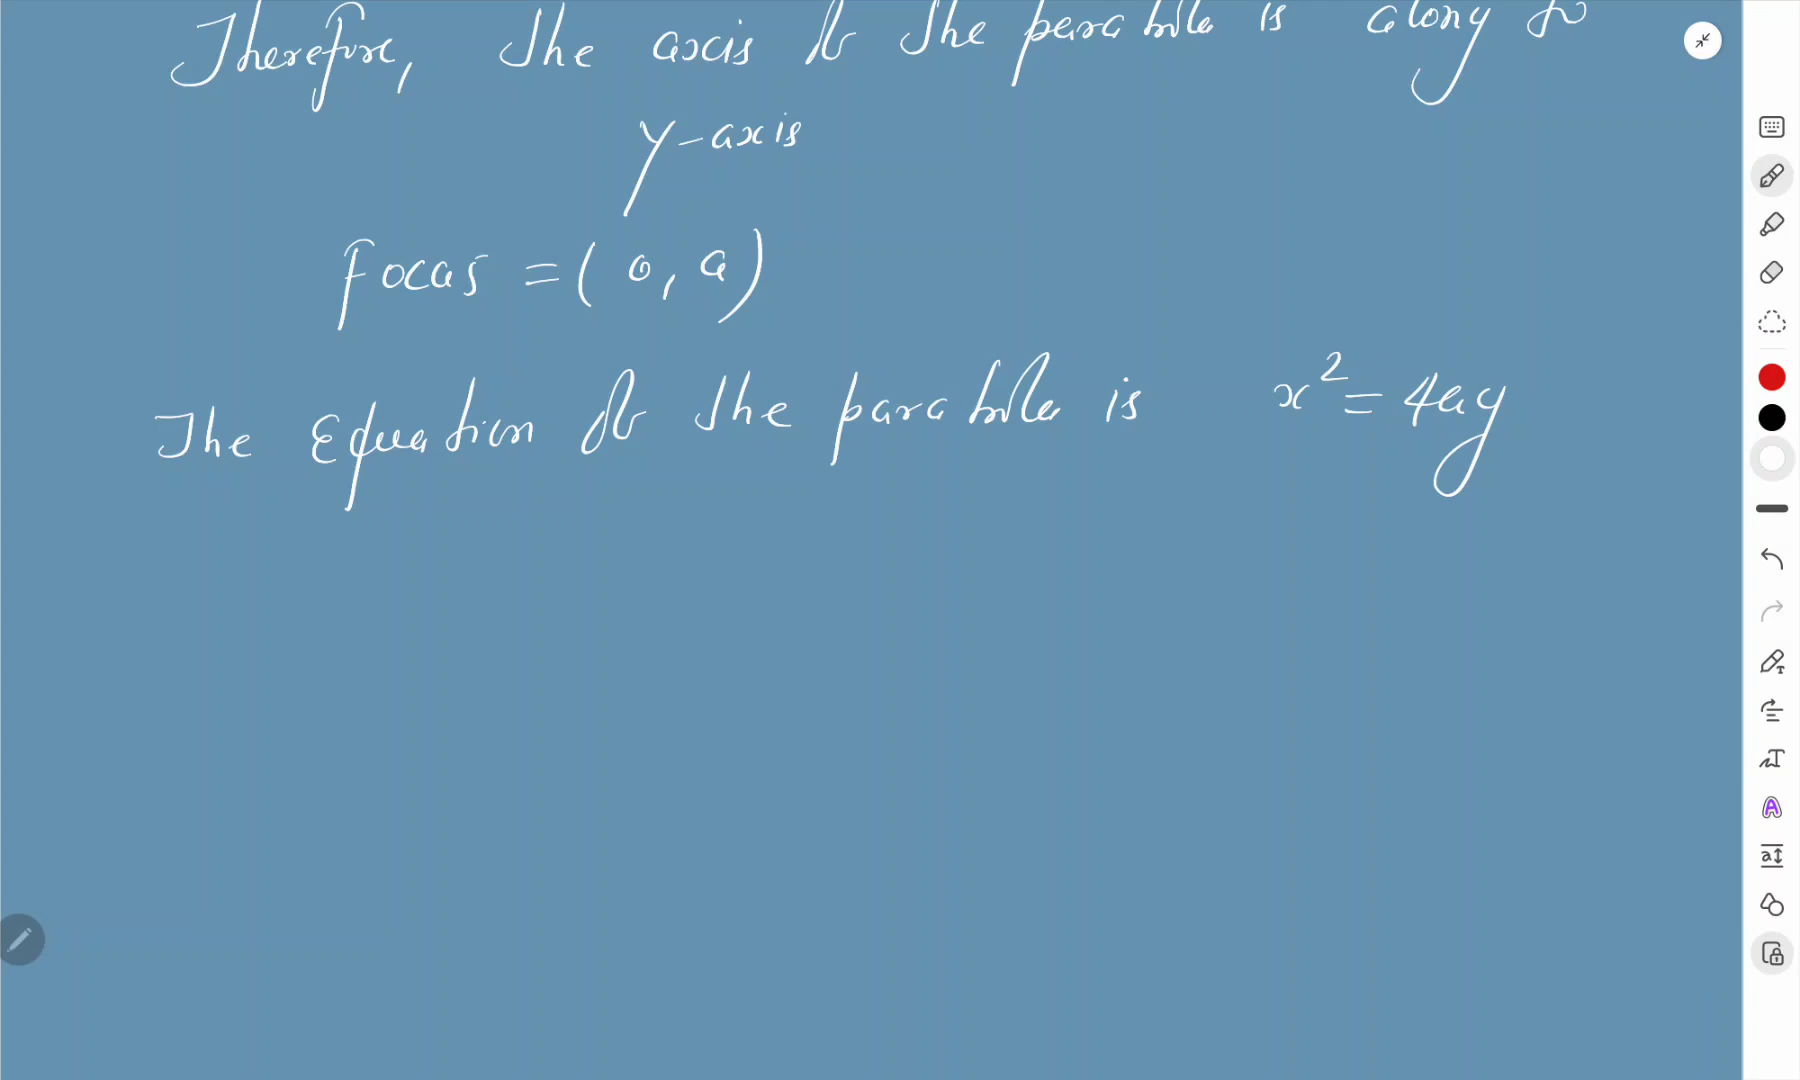 Therefore, the axis of the parabola is along to
y-axis
focus = (0, a)
The Equation of the parabola is x² = 4ay